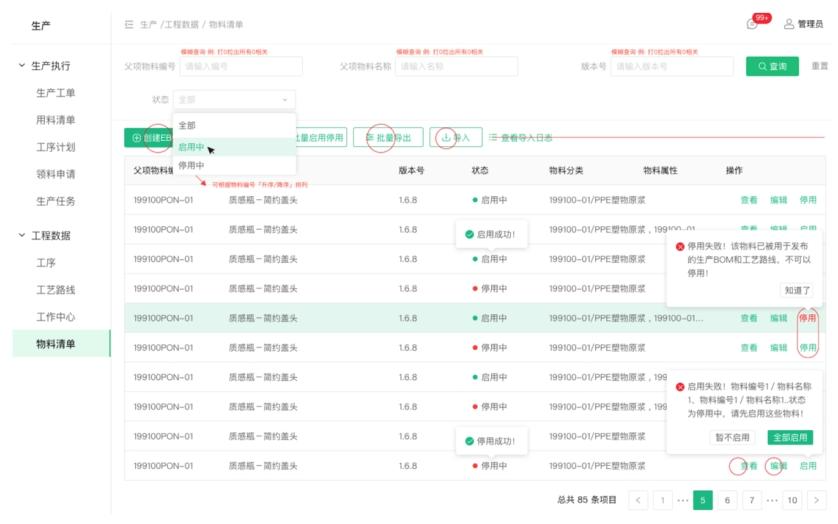 生产
生产 /工程数据 / 物料清单
99+
管理员
模糊查询 例: 打0拉出所有0相关
模糊查询 例: 打0拉出所有0相关
模糊查询 例: 打0拉出所有0相关
父项物料编号 请输入编号
父项物料名称 请输入名称
版本号 请输入版本号
查询
重置
状态 全部
全部
启用中
停用中
创建EB
批量启用停用
批量导出
导入
查看导入日志
可根据物料编号「升序/降序」排列
生产执行
生产工单
用料清单
工序计划
领料申请
生产任务
工程数据
工序
工艺路线
工作中心
物料清单
父项物料编 版本号 状态 物料分类 物料属性 操作
199100PON-01 质感瓶-简约盖头 1.6.8 启用中 199100-01/PPE塑物原浆 查看 编辑 停用
199100PON-01 质感瓶-简约盖头 1.6.8 停用中 199100-01/PPE塑物原浆 , 199100-01 查看 编辑 启用
启用成功!
199100PON-01 质感瓶-简约盖头 1.6.8 启用中 199100-01/PPE塑物原浆
199100PON-01 质感瓶-简约盖头 1.6.8 停用中 199100-01/PPE塑物原浆
停用失败! 该物料已被用于发布
的生产BOM和工艺路线, 不可以
停用!
知道了
199100PON-01 质感瓶-简约盖头 1.6.8 启用中 199100-01/PPE塑物原浆 , 199100-01... 查看 编辑 停用
199100PON-01 质感瓶-简约盖头 1.6.8 停用中 199100-01/PPE塑物原浆 查看 编辑 停用
199100PON-01 质感瓶-简约盖头 1.6.8 启用中 199100-01/PPE塑物原浆 , 199
199100PON-01 质感瓶-简约盖头 1.6.8 停用中 199100-01/PPE塑物原浆 , 199
启用失败! 物料编号1 / 物料名称
1、物料编号1 / 物料名称1..状态
为停用中, 请先启用这些物料!
暂不启用 全部启用
停用成功!
199100PON-01 质感瓶-简约盖头 1.6.8 199100-01/PPE塑物原浆
199100PON-01 质感瓶-简约盖头 1.6.8 停用中 199100-01/PPE塑物原浆 查看 编辑 启用
总共 85 条项目 < 1 ••• 5 6 7 ••• 10 >